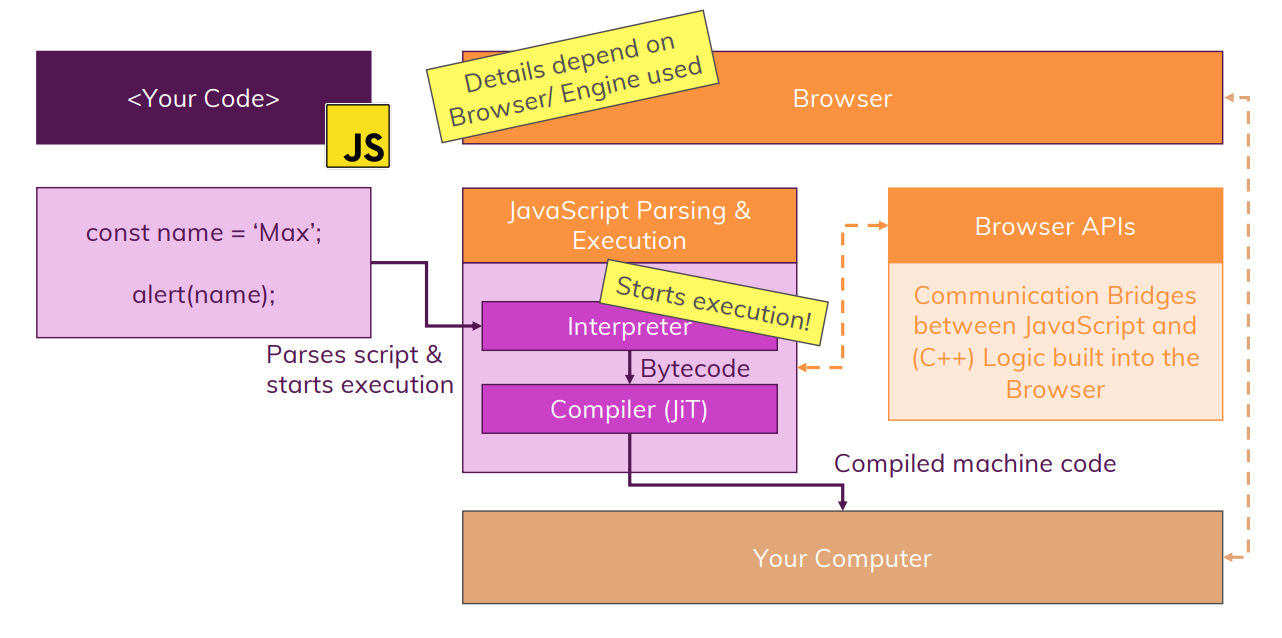 <Your Code>
JS
Details depend on
Browser/ Engine used
Browser
const name = ‘Max’;
alert(name);
Parses script &
starts execution
JavaScript Parsing &
Execution
Starts execution!
Interpreter
Bytecode
Compiler (JiT)
Browser APIs
Communication Bridges
between JavaScript and
(C++) Logic built into the
Browser
Compiled machine code
Your Computer